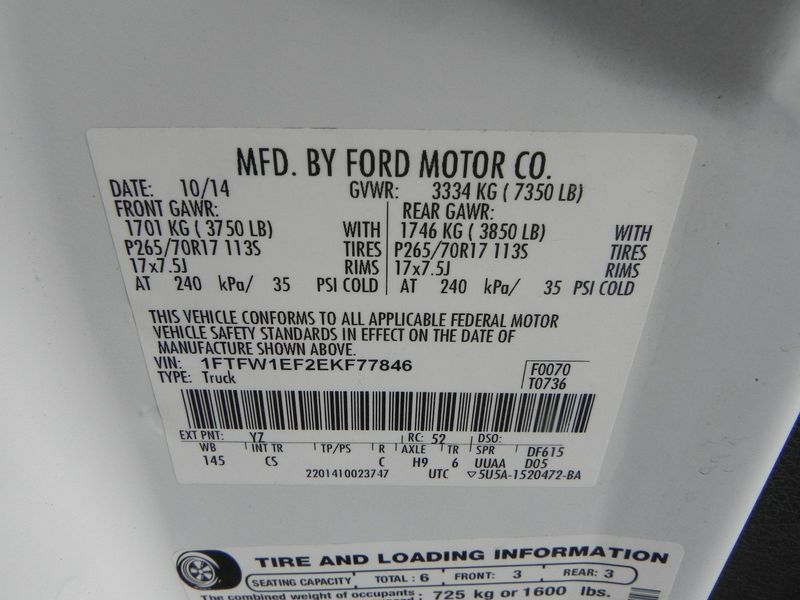 MFD. BY FORD MOTOR CO.
DATE: 10/14 GVWR: 3334 KG ( 7350 LB)
FRONT GAWR: REAR GAWR:
1701 KG ( 3750 LB) WITH 1746 KG ( 3850 LB) WITH
P265/70R17 113S TIRES P265/70R17 113S TIRES
17x7.5J RIMS 17x7.5J RIMS
AT 240 kPa/ 35 PSI COLD AT 240 kPa/ 35 PSI COLD
THIS VEHICLE CONFORMS TO ALL APPLICABLE FEDERAL MOTOR
VEHICLE SAFETY STANDARDS IN EFFECT ON THE DATE OF
MANUFACTURE SHOWN ABOVE.
VIN: 1FTFW1EF2EKF77846 F0070
TYPE: Truck T0736
EXT PNT: YZ RC: 52 DSO:
WB INT TR TP/PS R AXLE TR SPR DF615
145 CS C H9 6 UUAA D05
2201410023747 UTC ▽5U5A-1520472-BA
TIRE AND LOADING INFORMATION
SEATING CAPACITY TOTAL : 6 FRONT: 3 REAR: 3
The combined weight of occupants 725 kg or 1600 lbs.